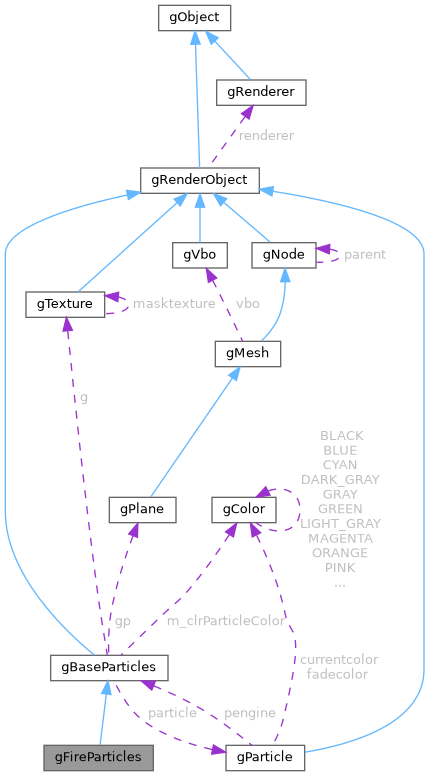 gObject
gRenderer
renderer
gRenderObject
gVbo
gNode
parent
gTexture
masktexture
vbo
gMesh
g
BLACK
BLUE
CYAN
DARK_GRAY
GRAY
GREEN
LIGHT_GRAY
MAGENTA
ORANGE
PINK
...
gPlane
gColor
gp
m_clrParticleColor
currentcolor
fadecolor
gBaseParticles
particle
pengine
gFireParticles
gParticle